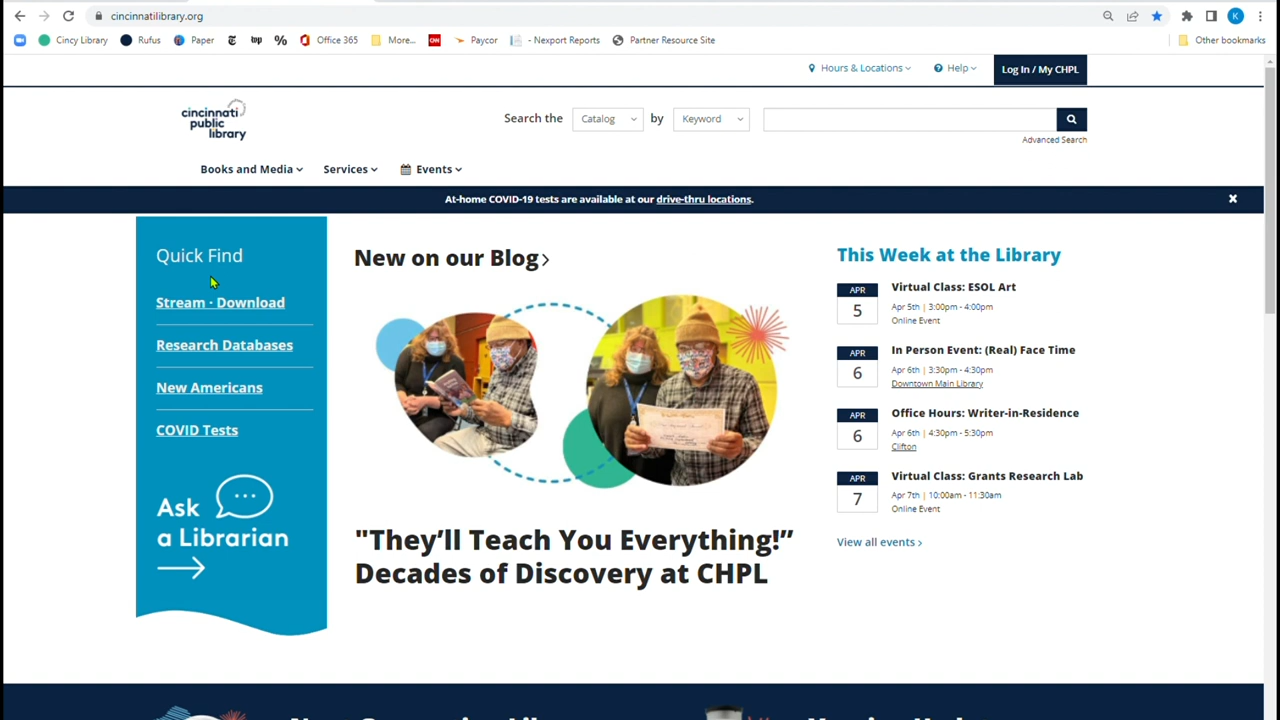 cincinnatilibrary.org
K
Cincy Library
Rufus
Paper
wp
%
Office 365
More...
CNN
Paycor
- Nexport Reports
Partner Resource Site
Other bookmarks
Hours & Locations
Help
Log In / My CHPL
cincinnati
public
library
Search the
Catalog
by
Keyword
Advanced Search
Books and Media
Services
Events
At-home COVID-19 tests are available at our drive-thru locations.
Quick Find
Stream · Download
Research Databases
New Americans
COVID Tests
Ask
a Librarian
New on our Blog
"They’ll Teach You Everything!”
Decades of Discovery at CHPL
This Week at the Library
APR
5
Virtual Class: ESOL Art
Apr 5th | 3:00pm - 4:00pm
Online Event
APR
6
In Person Event: (Real) Face Time
Apr 6th | 3:30pm - 4:30pm
Downtown Main Library
APR
6
Office Hours: Writer-in-Residence
Apr 6th | 4:30pm - 5:30pm
Clifton
APR
7
Virtual Class: Grants Research Lab
Apr 7th | 10:00am - 11:30am
Online Event
View all events